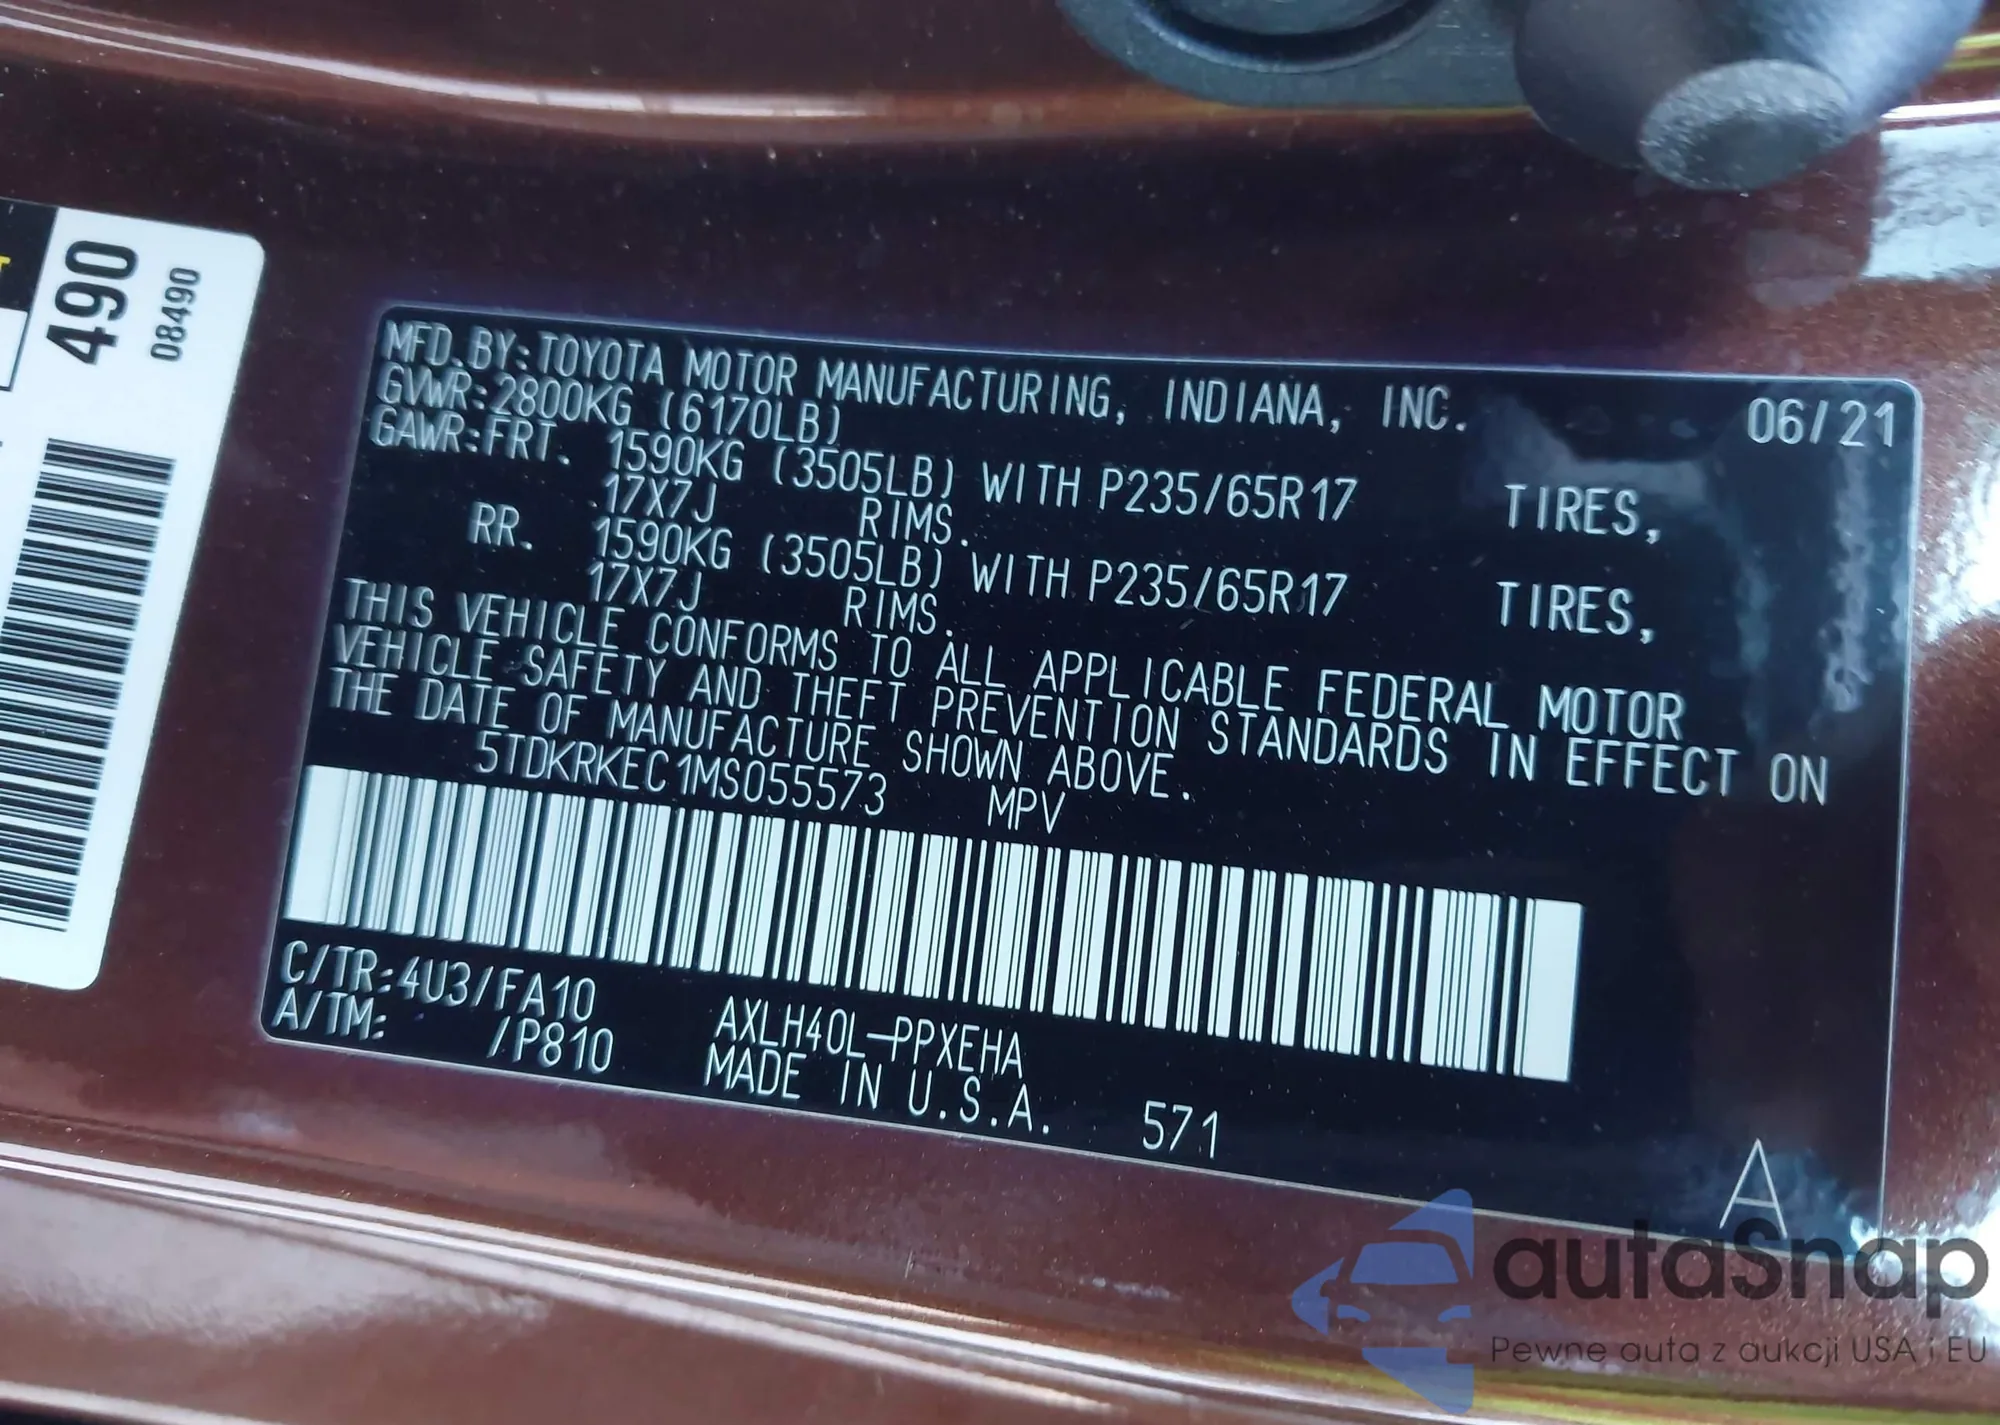 490
08490
MFD.BY:TOYOTA MOTOR MANUFACTURING, INDIANA, INC. 06/21
GVWR:2800KG (6170LB)
GAWR:FRT. 1590KG (3505LB) WITH P235/65R17 TIRES,
17X7J RIMS.
RR. 1590KG (3505LB) WITH P235/65R17 TIRES,
17X7J RIMS.
THIS VEHICLE CONFORMS TO ALL APPLICABLE FEDERAL MOTOR
VEHICLE SAFETY AND THEFT PREVENTION STANDARDS IN EFFECT ON
THE DATE OF MANUFACTURE SHOWN ABOVE.
5TDKRKEC1MS055573 MPV
C/TR:4U3/FA10 AXLH40L-PPXEHA
A/TM: /P810 MADE IN U.S.A. 571
A
autaSnap
Pewne auta z aukcji USA i EU